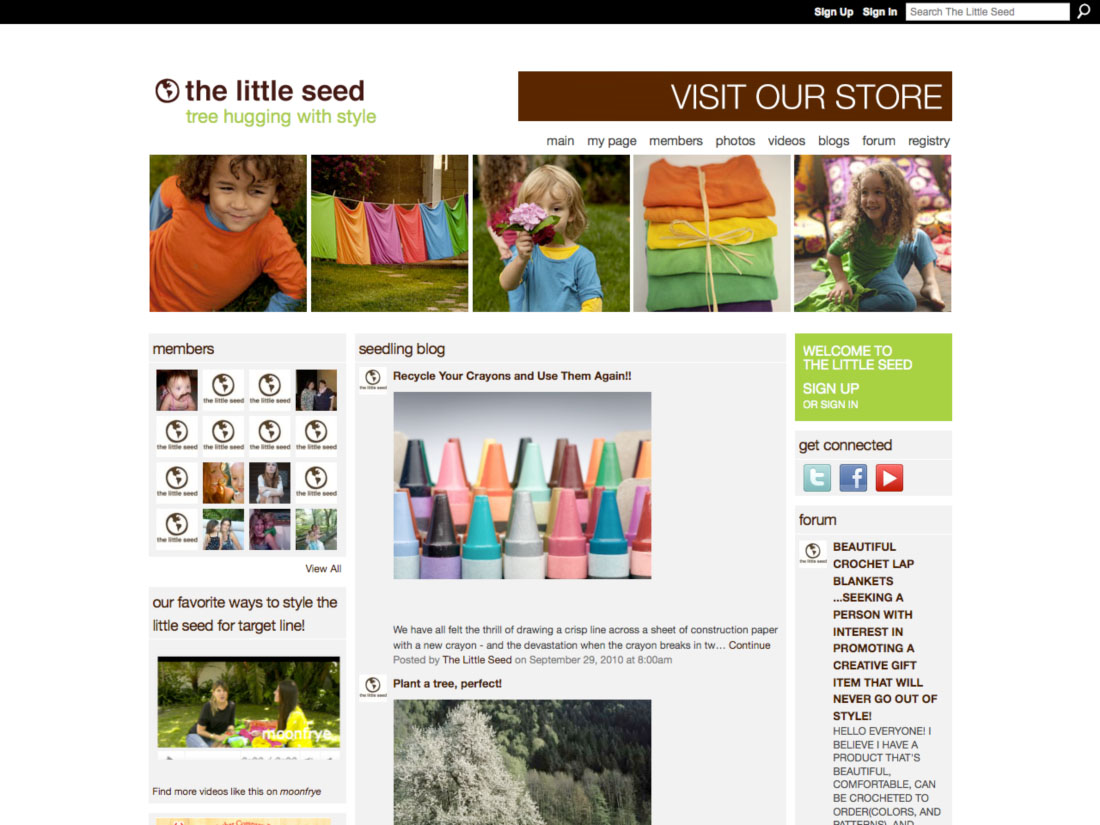 Sign Up Sign In Search The Little Seed
the little seed
tree hugging with style
VISIT OUR STORE
main my page members photos videos blogs forum registry
members
the little seed the little seed
the little seed the little seed the little seed the little seed
the little seed the little seed
the little seed
View All
our favorite ways to style the
little seed for target line!
moonfrye
Find more videos like this on moonfrye
seedling blog
the little seed
Recycle Your Crayons and Use Them Again!!
We have all felt the thrill of drawing a crisp line across a sheet of construction paper
with a new crayon - and the devastation when the crayon breaks in tw... Continue
Posted by The Little Seed on September 29, 2010 at 8:00am
the little seed
Plant a tree, perfect!
WELCOME TO
THE LITTLE SEED
SIGN UP
OR SIGN IN
get connected
forum
the little seed
BEAUTIFUL
CROCHET LAP
BLANKETS
...SEEKING A
PERSON WITH
INTEREST IN
PROMOTING A
CREATIVE GIFT
ITEM THAT WILL
NEVER GO OUT OF
STYLE!
HELLO EVERYONE! I
BELIEVE I HAVE A
PRODUCT THAT'S
BEAUTIFUL,
COMFORTABLE, CAN
BE CROCHETED TO
ORDER(COLORS, AND
PATTERNS), AND